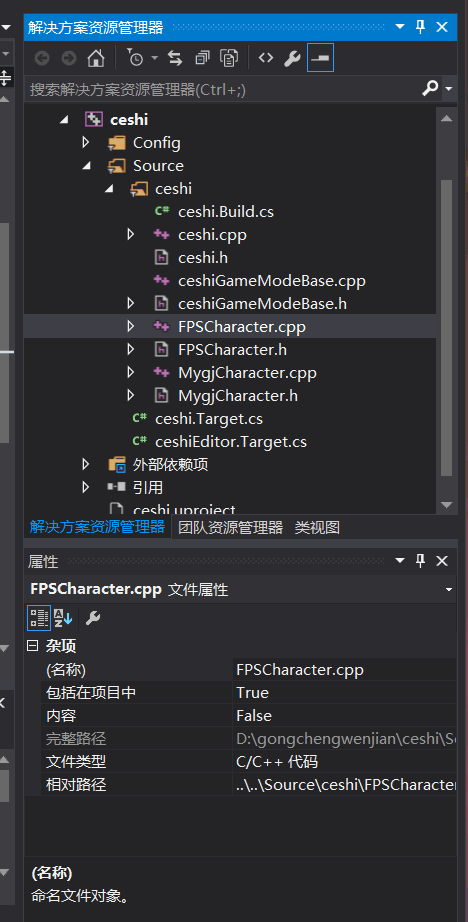 解决方案资源管理器
搜索解决方案资源管理器(Ctrl+;)
ceshi
Config
Source
ceshi
C# ceshi.Build.cs
++ ceshi.cpp
h ceshi.h
++ ceshiGameModeBase.cpp
h ceshiGameModeBase.h
++ FPSCharacter.cpp
h FPSCharacter.h
++ MygjCharacter.cpp
h MygjCharacter.h
C# ceshi.Target.cs
C# ceshiEditor.Target.cs
外部依赖项
引用
ceshi.uproject
解决方案资源管理器 团队资源管理器 类视图
属性
FPSCharacter.cpp 文件属性
杂项
(名称) FPSCharacter.cpp
包括在项目中 True
内容 False
完整路径 D:\gongchengwenjian\ceshi\S
文件类型 C/C++ 代码
相对路径 ..\..\Source\ceshi\FPSCharacter
(名称)
命名文件对象。